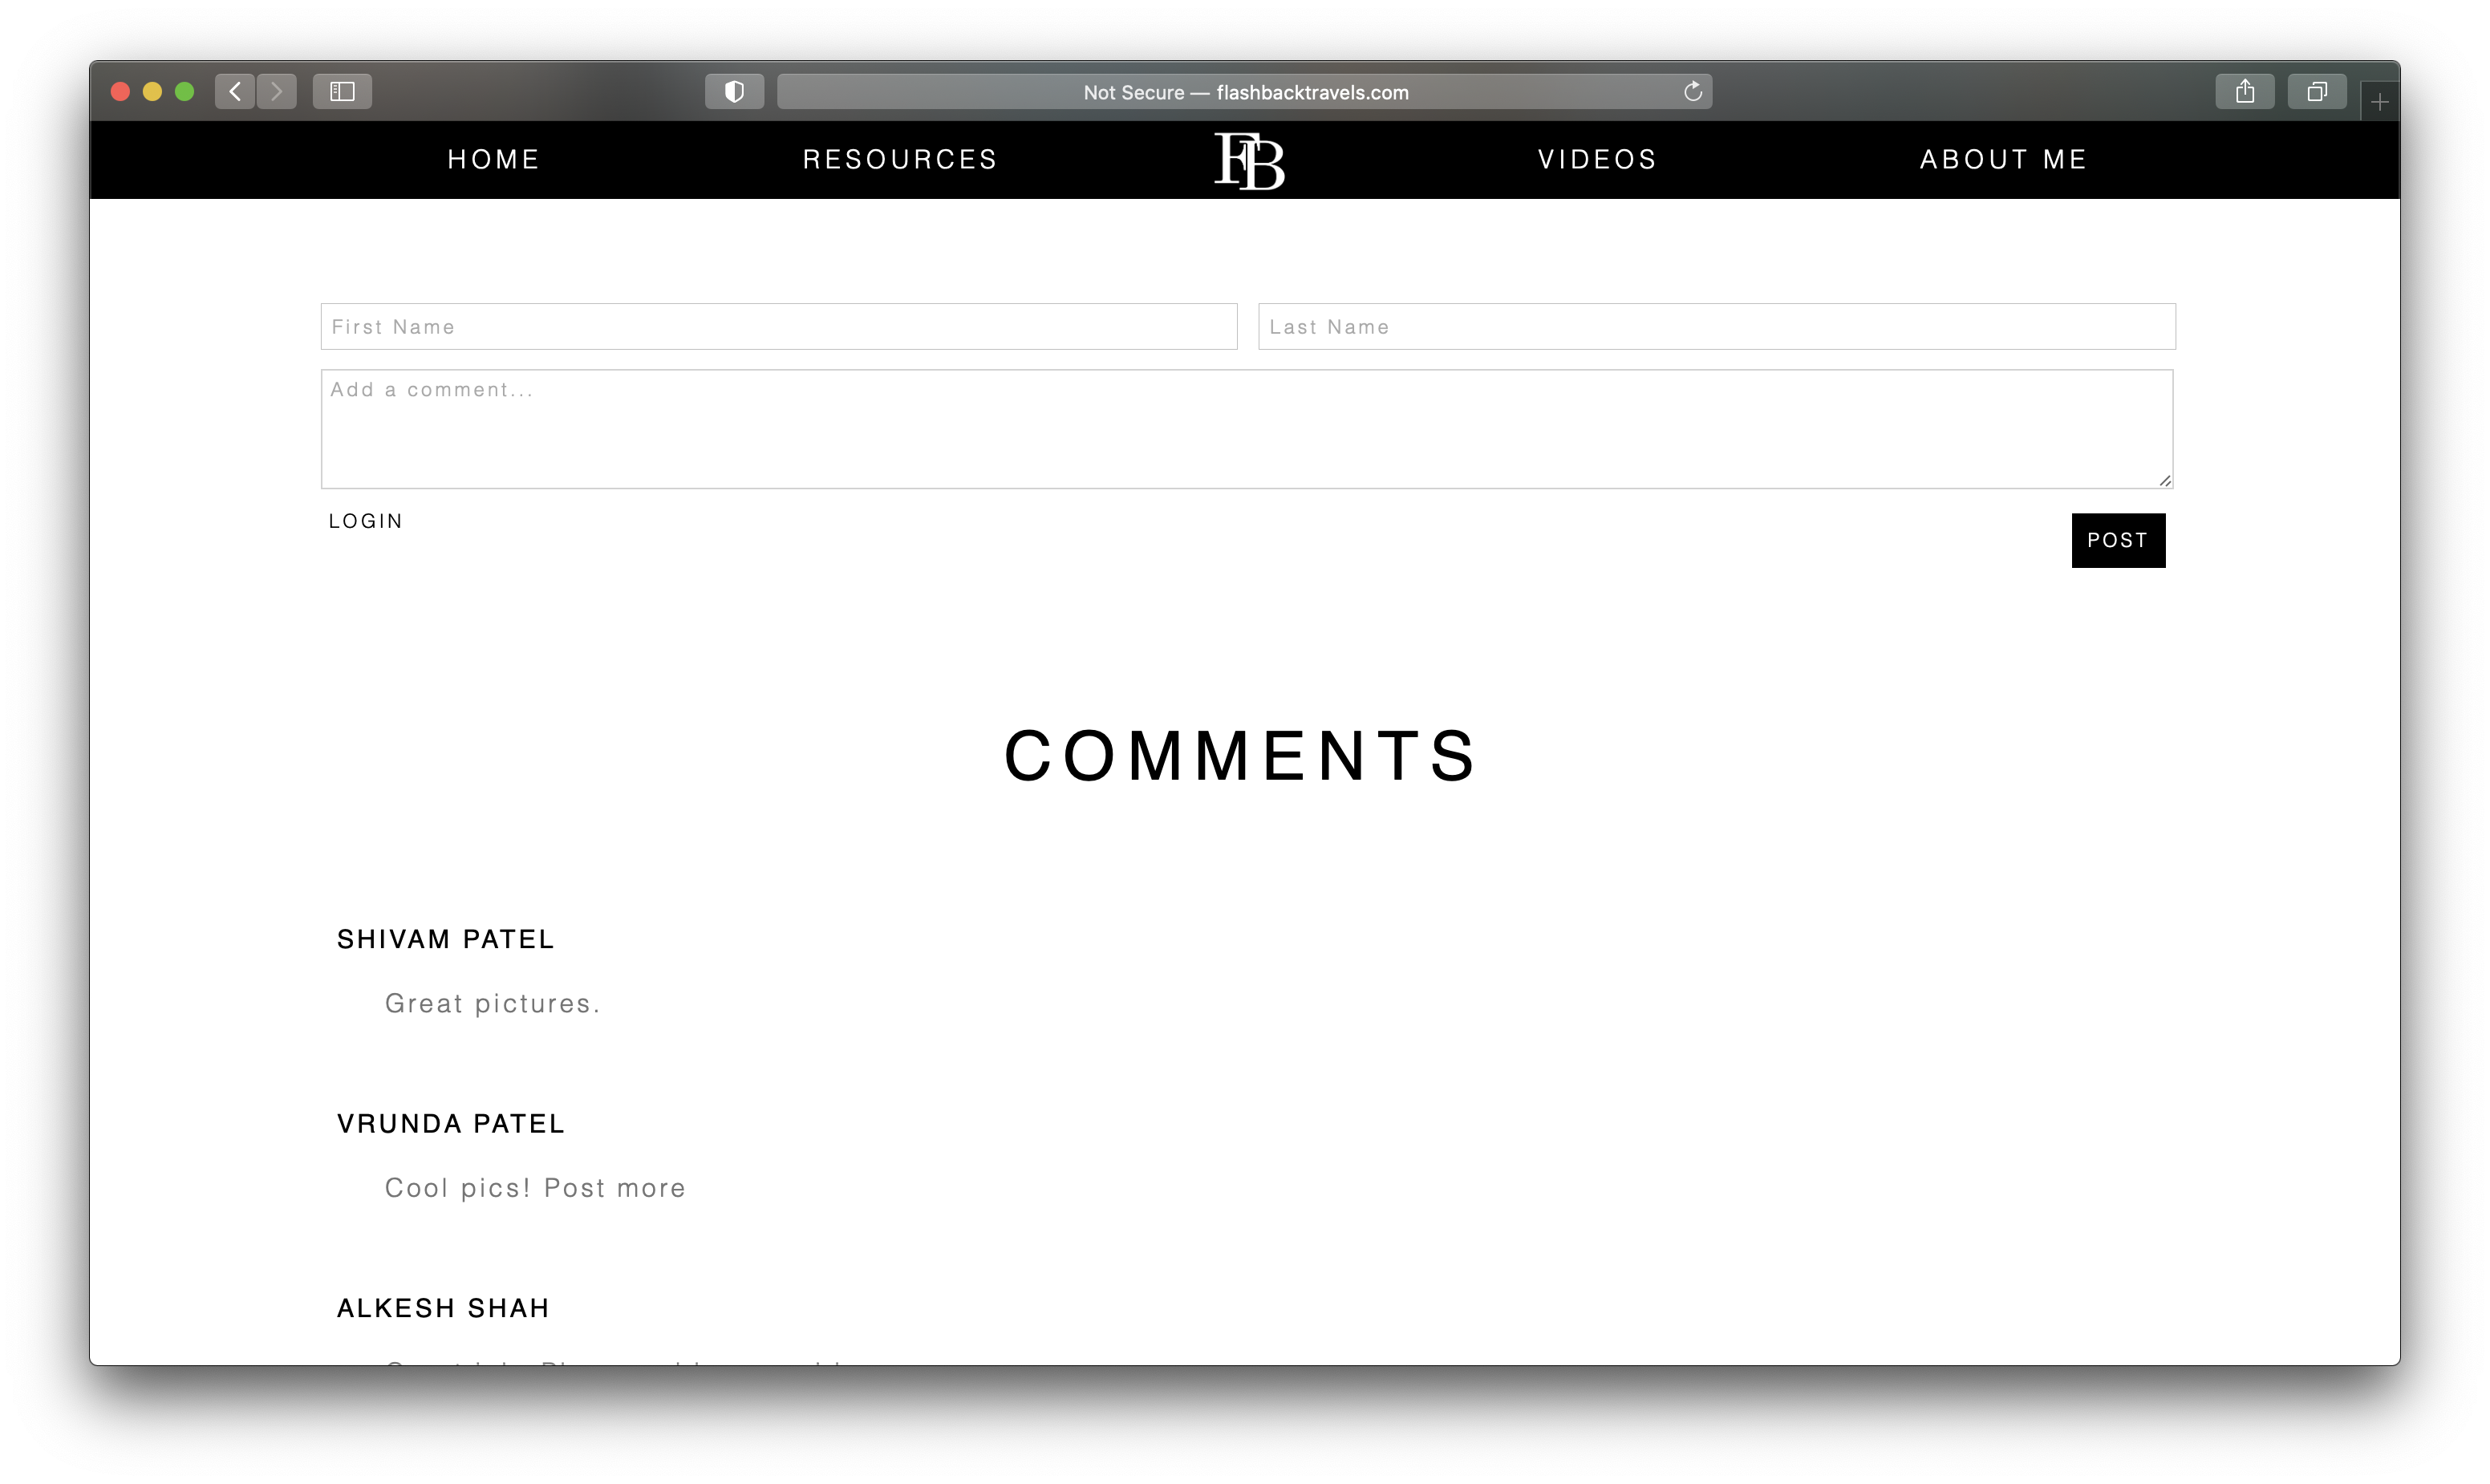 Not Secure — flashbacktravels.com
HOME RESOURCES FB VIDEOS ABOUT ME
First Name Last Name
Add a comment...
LOGIN POST
COMMENTS
SHIVAM PATEL
Great pictures.
VRUNDA PATEL
Cool pics! Post more
ALKESH SHAH